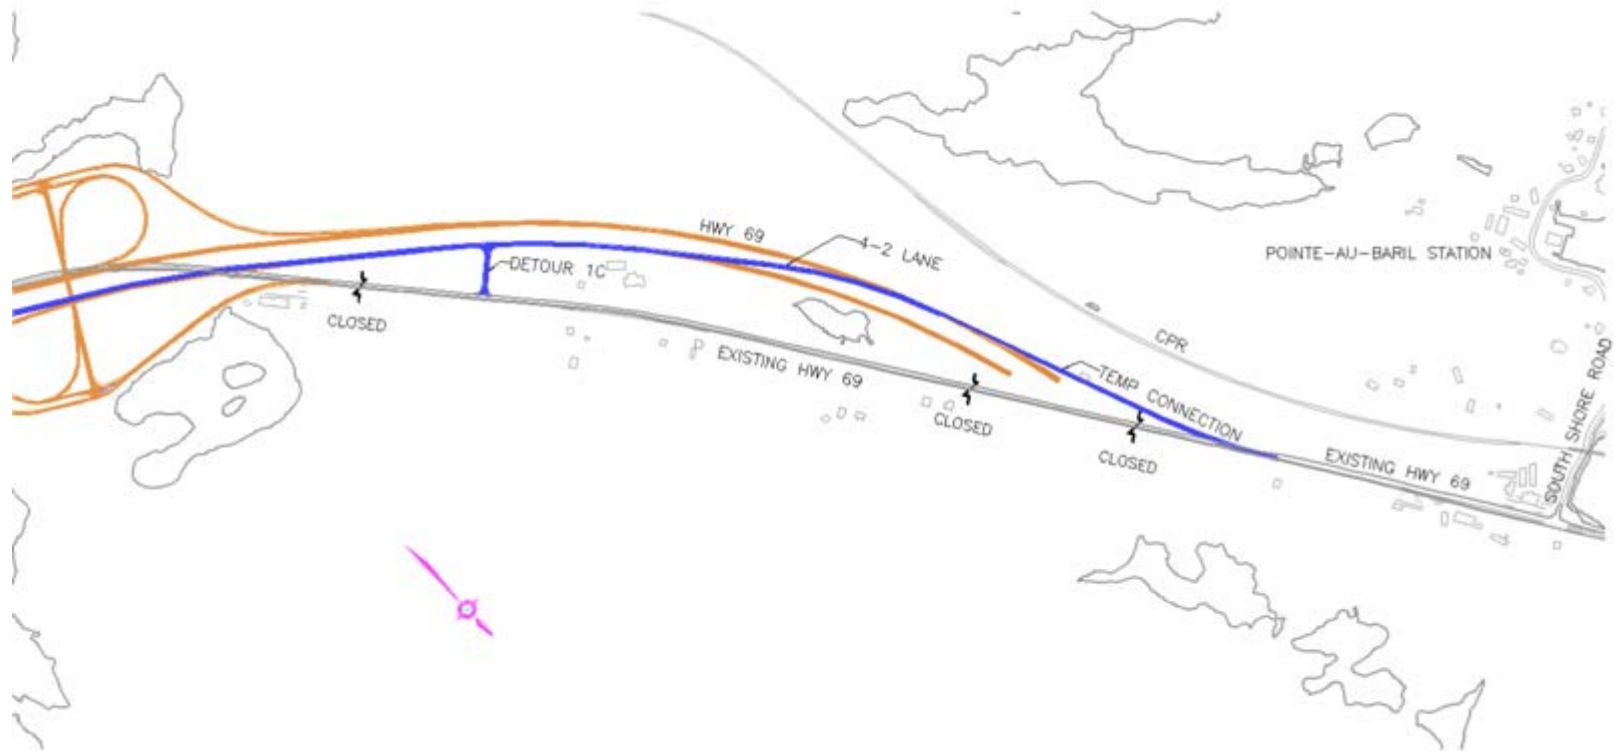 HWY 69
4-2 LANE
POINTE-AU-BARIL STATION
DETOUR 1C
CLOSED
CPR
EXISTING HWY 69
TEMP CONNECTION
CLOSED
CLOSED
EXISTING HWY 69
SOUTH SHORE ROAD